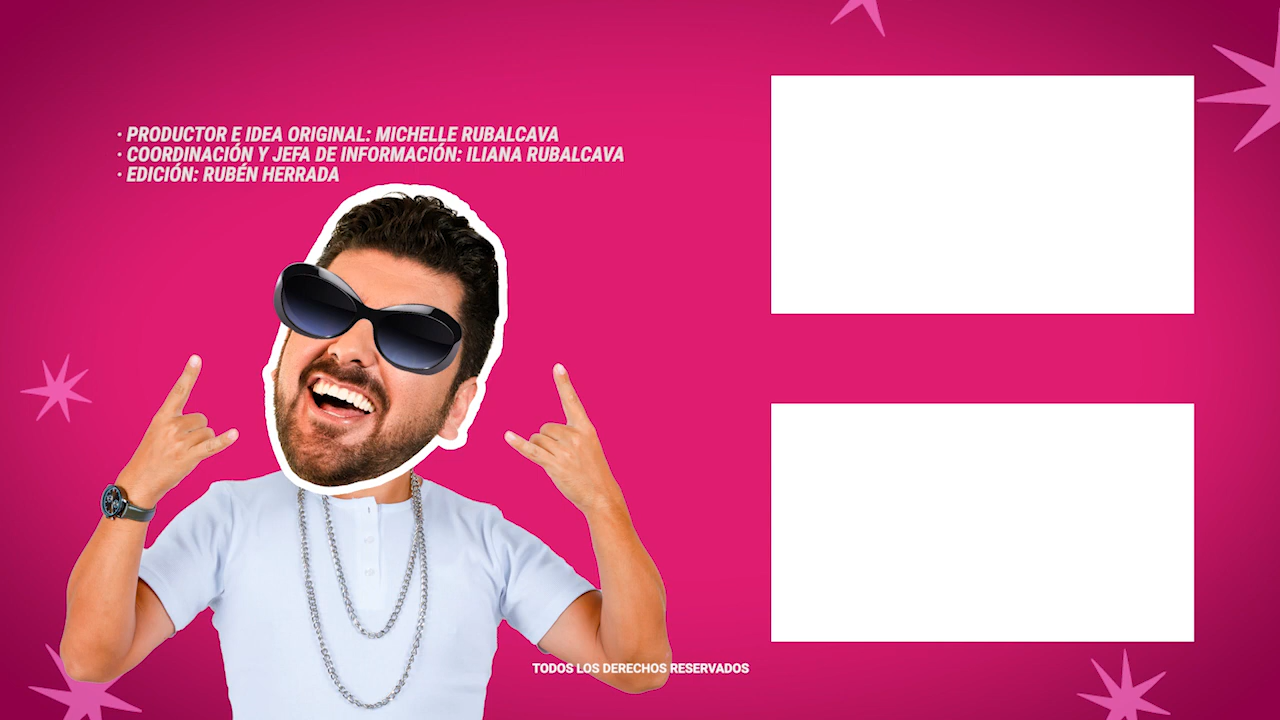 · PRODUCTOR E IDEA ORIGINAL: MICHELLE RUBALCAVA
· COORDINACIÓN Y JEFA DE INFORMACIÓN: ILIANA RUBALCAVA
· EDICIÓN: RUBÉN HERRADA
TODOS LOS DERECHOS RESERVADOS